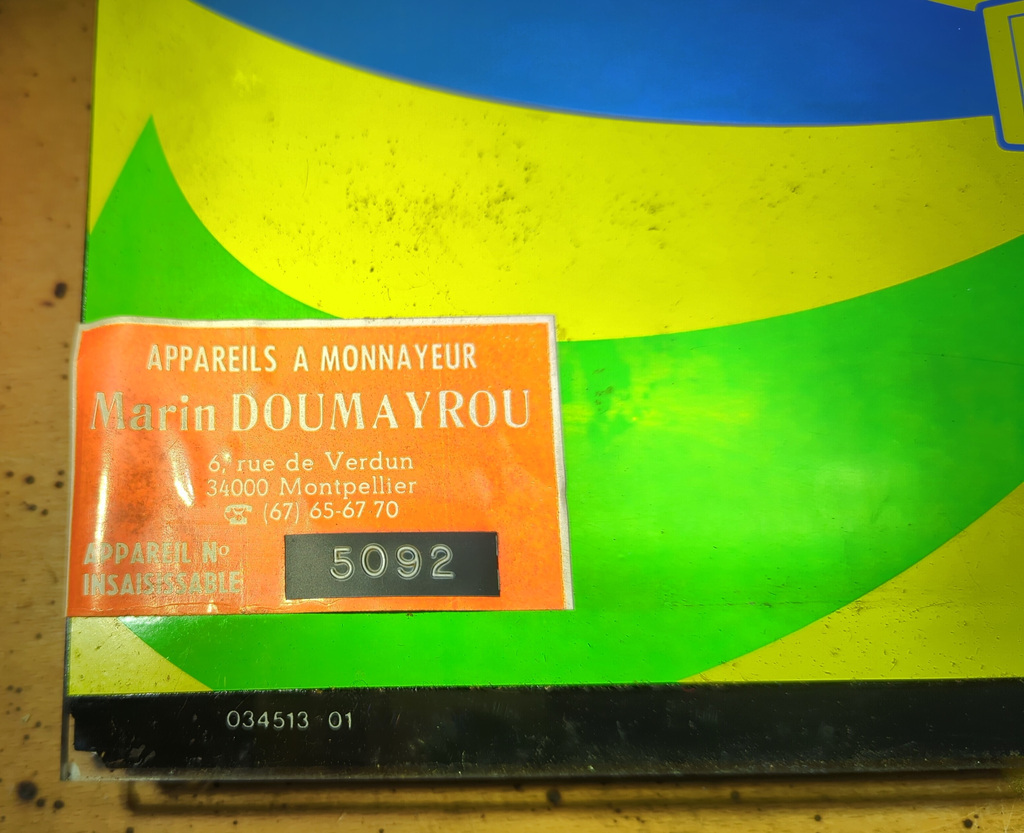 APPAREILS A MONNAYEUR
Marin DOUMAYROU
6, rue de Verdun
34000 Montpellier
☎ (67) 65-67 70
APPAREIL No
INSAISISSABLE
5092
034513 01